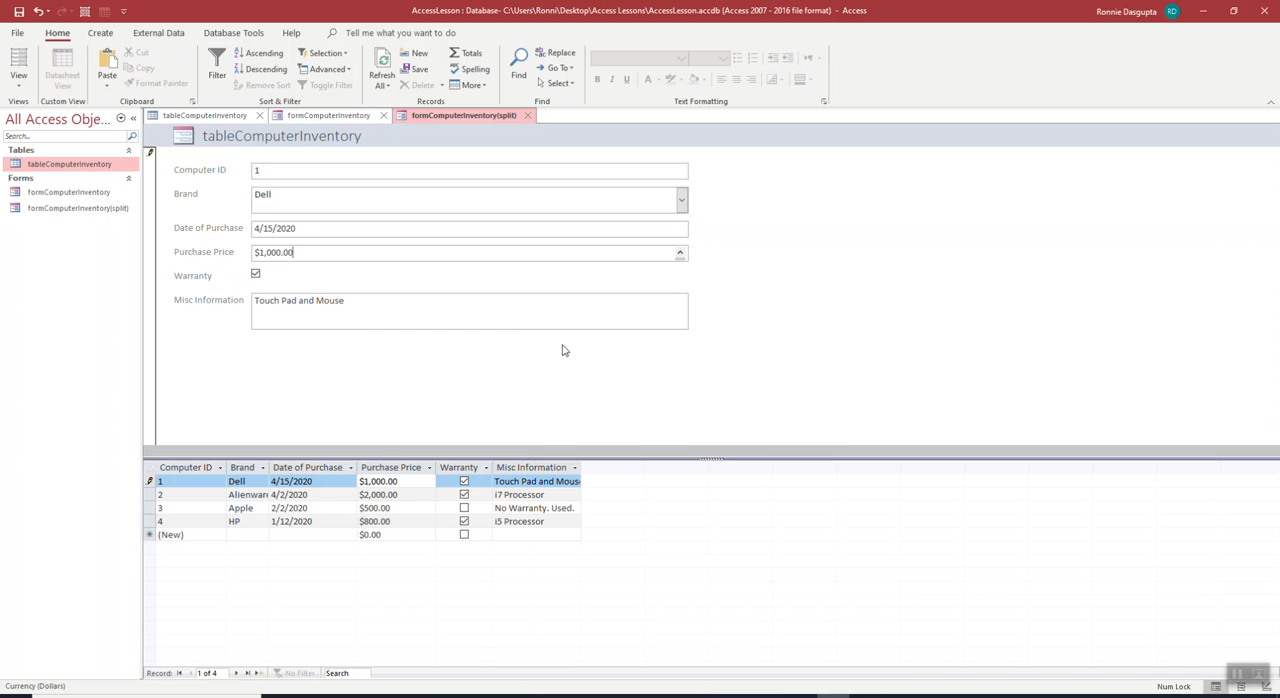 AccessLesson : Database- C:\Users\Ronni\Desktop\Access Lessons\AccessLesson.accdb (Access 2007 - 2016 file format) - Access
Ronnie Dasgupta RD
File Home Create External Data Database Tools Help Tell me what you want to do
View
Views
Datasheet View
Custom View
Paste
Cut
Copy
Format Painter
Clipboard
Filter
Ascending
Descending
Remove Sort
Selection
Advanced
Toggle Filter
Sort & Filter
Refresh All
New
Save
Delete
Totals
Spelling
More
Records
Find
Replace
Go To
Select
Find
B I U A
Text Formatting
All Access Obje...
Search...
Tables
tableComputerInventory
Forms
formComputerInventory
formComputerInventory(split)
tableComputerInventory formComputerInventory formComputerInventory(split)
tableComputerInventory
Computer ID 1
Brand Dell
Date of Purchase 4/15/2020
Purchase Price $1,000.00
Warranty
Misc Information Touch Pad and Mouse
Computer ID Brand Date of Purchase Purchase Price Warranty Misc Information
1 Dell 4/15/2020 $1,000.00 Touch Pad and Mouse
2 Alienwar 4/2/2020 $2,000.00 i7 Processor
3 Apple 2/2/2020 $500.00 No Warranty. Used.
4 HP 1/12/2020 $800.00 i5 Processor
(New) $0.00
Record: 1 of 4 No Filter Search
Currency (Dollars)
Num Lock